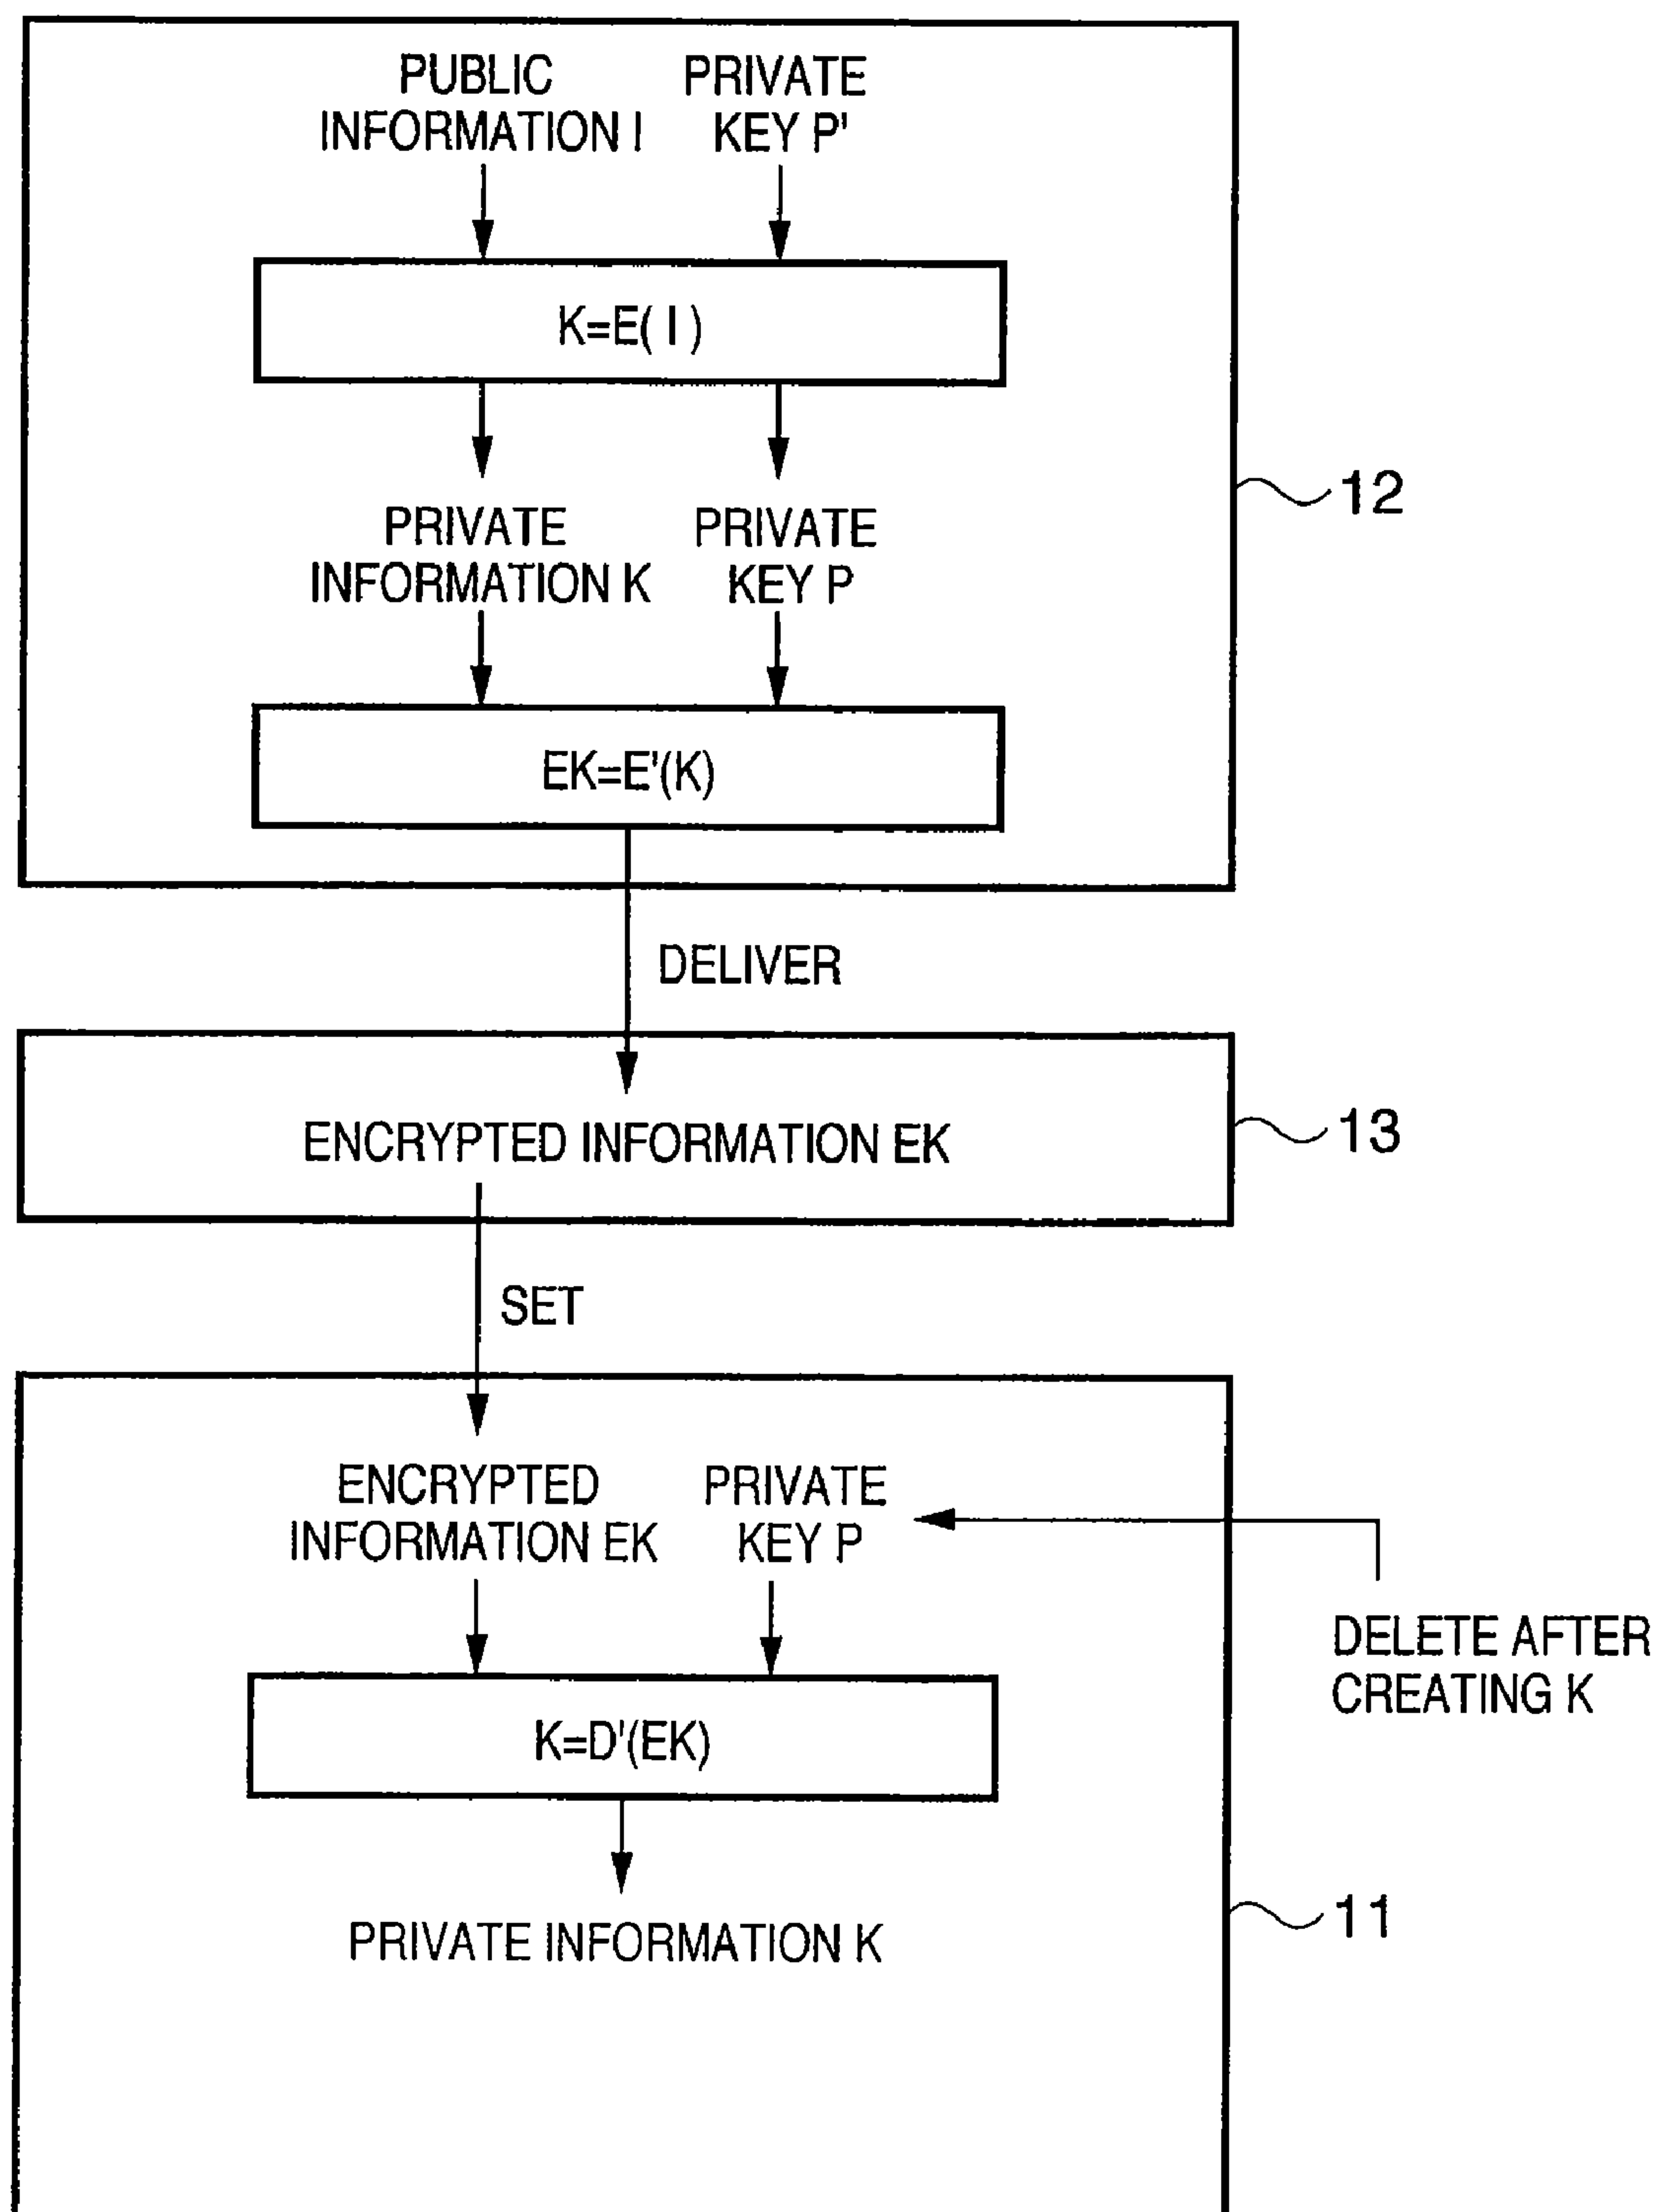 PUBLIC
INFORMATION I
PRIVATE
KEY P'
K=E( I )
PRIVATE
INFORMATION K
PRIVATE
KEY P
12
EK=E'(K)
DELIVER
ENCRYPTED INFORMATION EK
13
SET
ENCRYPTED
INFORMATION EK
PRIVATE
KEY P
DELETE AFTER
CREATING K
K=D'(EK)
PRIVATE INFORMATION K
11